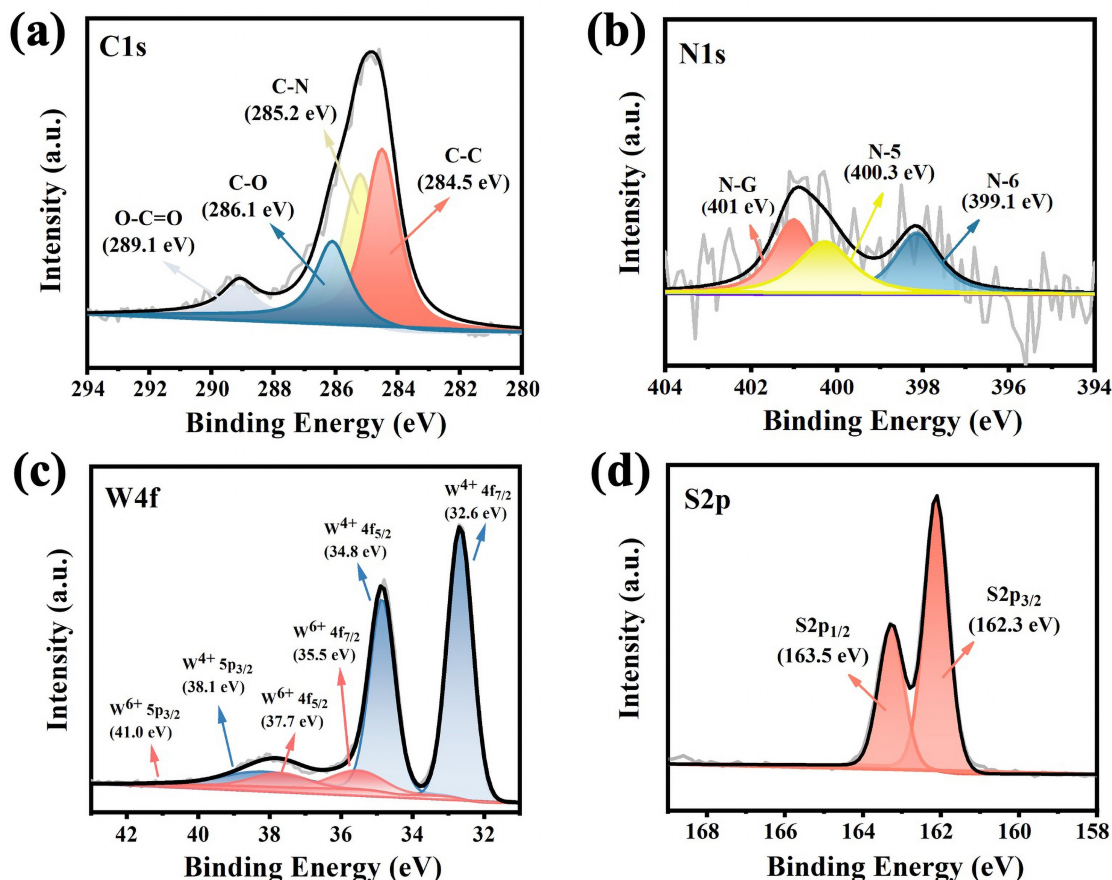 (a)
C1s
C-N
(285.2 eV)
C-C
(284.5 eV)
C-O
(286.1 eV)
O-C=O
(289.1 eV)
Intensity (a.u.)
294 292 290 288 286 284 282 280
Binding Energy (eV)
(b)
N1s
N-5
(400.3 eV)
N-G
(401 eV)
N-6
(399.1 eV)
Intensity (a.u.)
404 402 400 398 396 394
Binding Energy (eV)
(c)
W4f
W4+ 4f7/2
(32.6 eV)
W4+ 4f5/2
(34.8 eV)
W6+ 4f7/2
(35.5 eV)
W4+ 5p3/2
(38.1 eV)
W6+ 4f5/2
(37.7 eV)
W6+ 5p3/2
(41.0 eV)
Intensity (a.u.)
42 40 38 36 34 32
Binding Energy (eV)
(d)
S2p
S2p3/2
(162.3 eV)
S2p1/2
(163.5 eV)
Intensity (a.u.)
168 166 164 162 160 158
Binding Energy (eV)